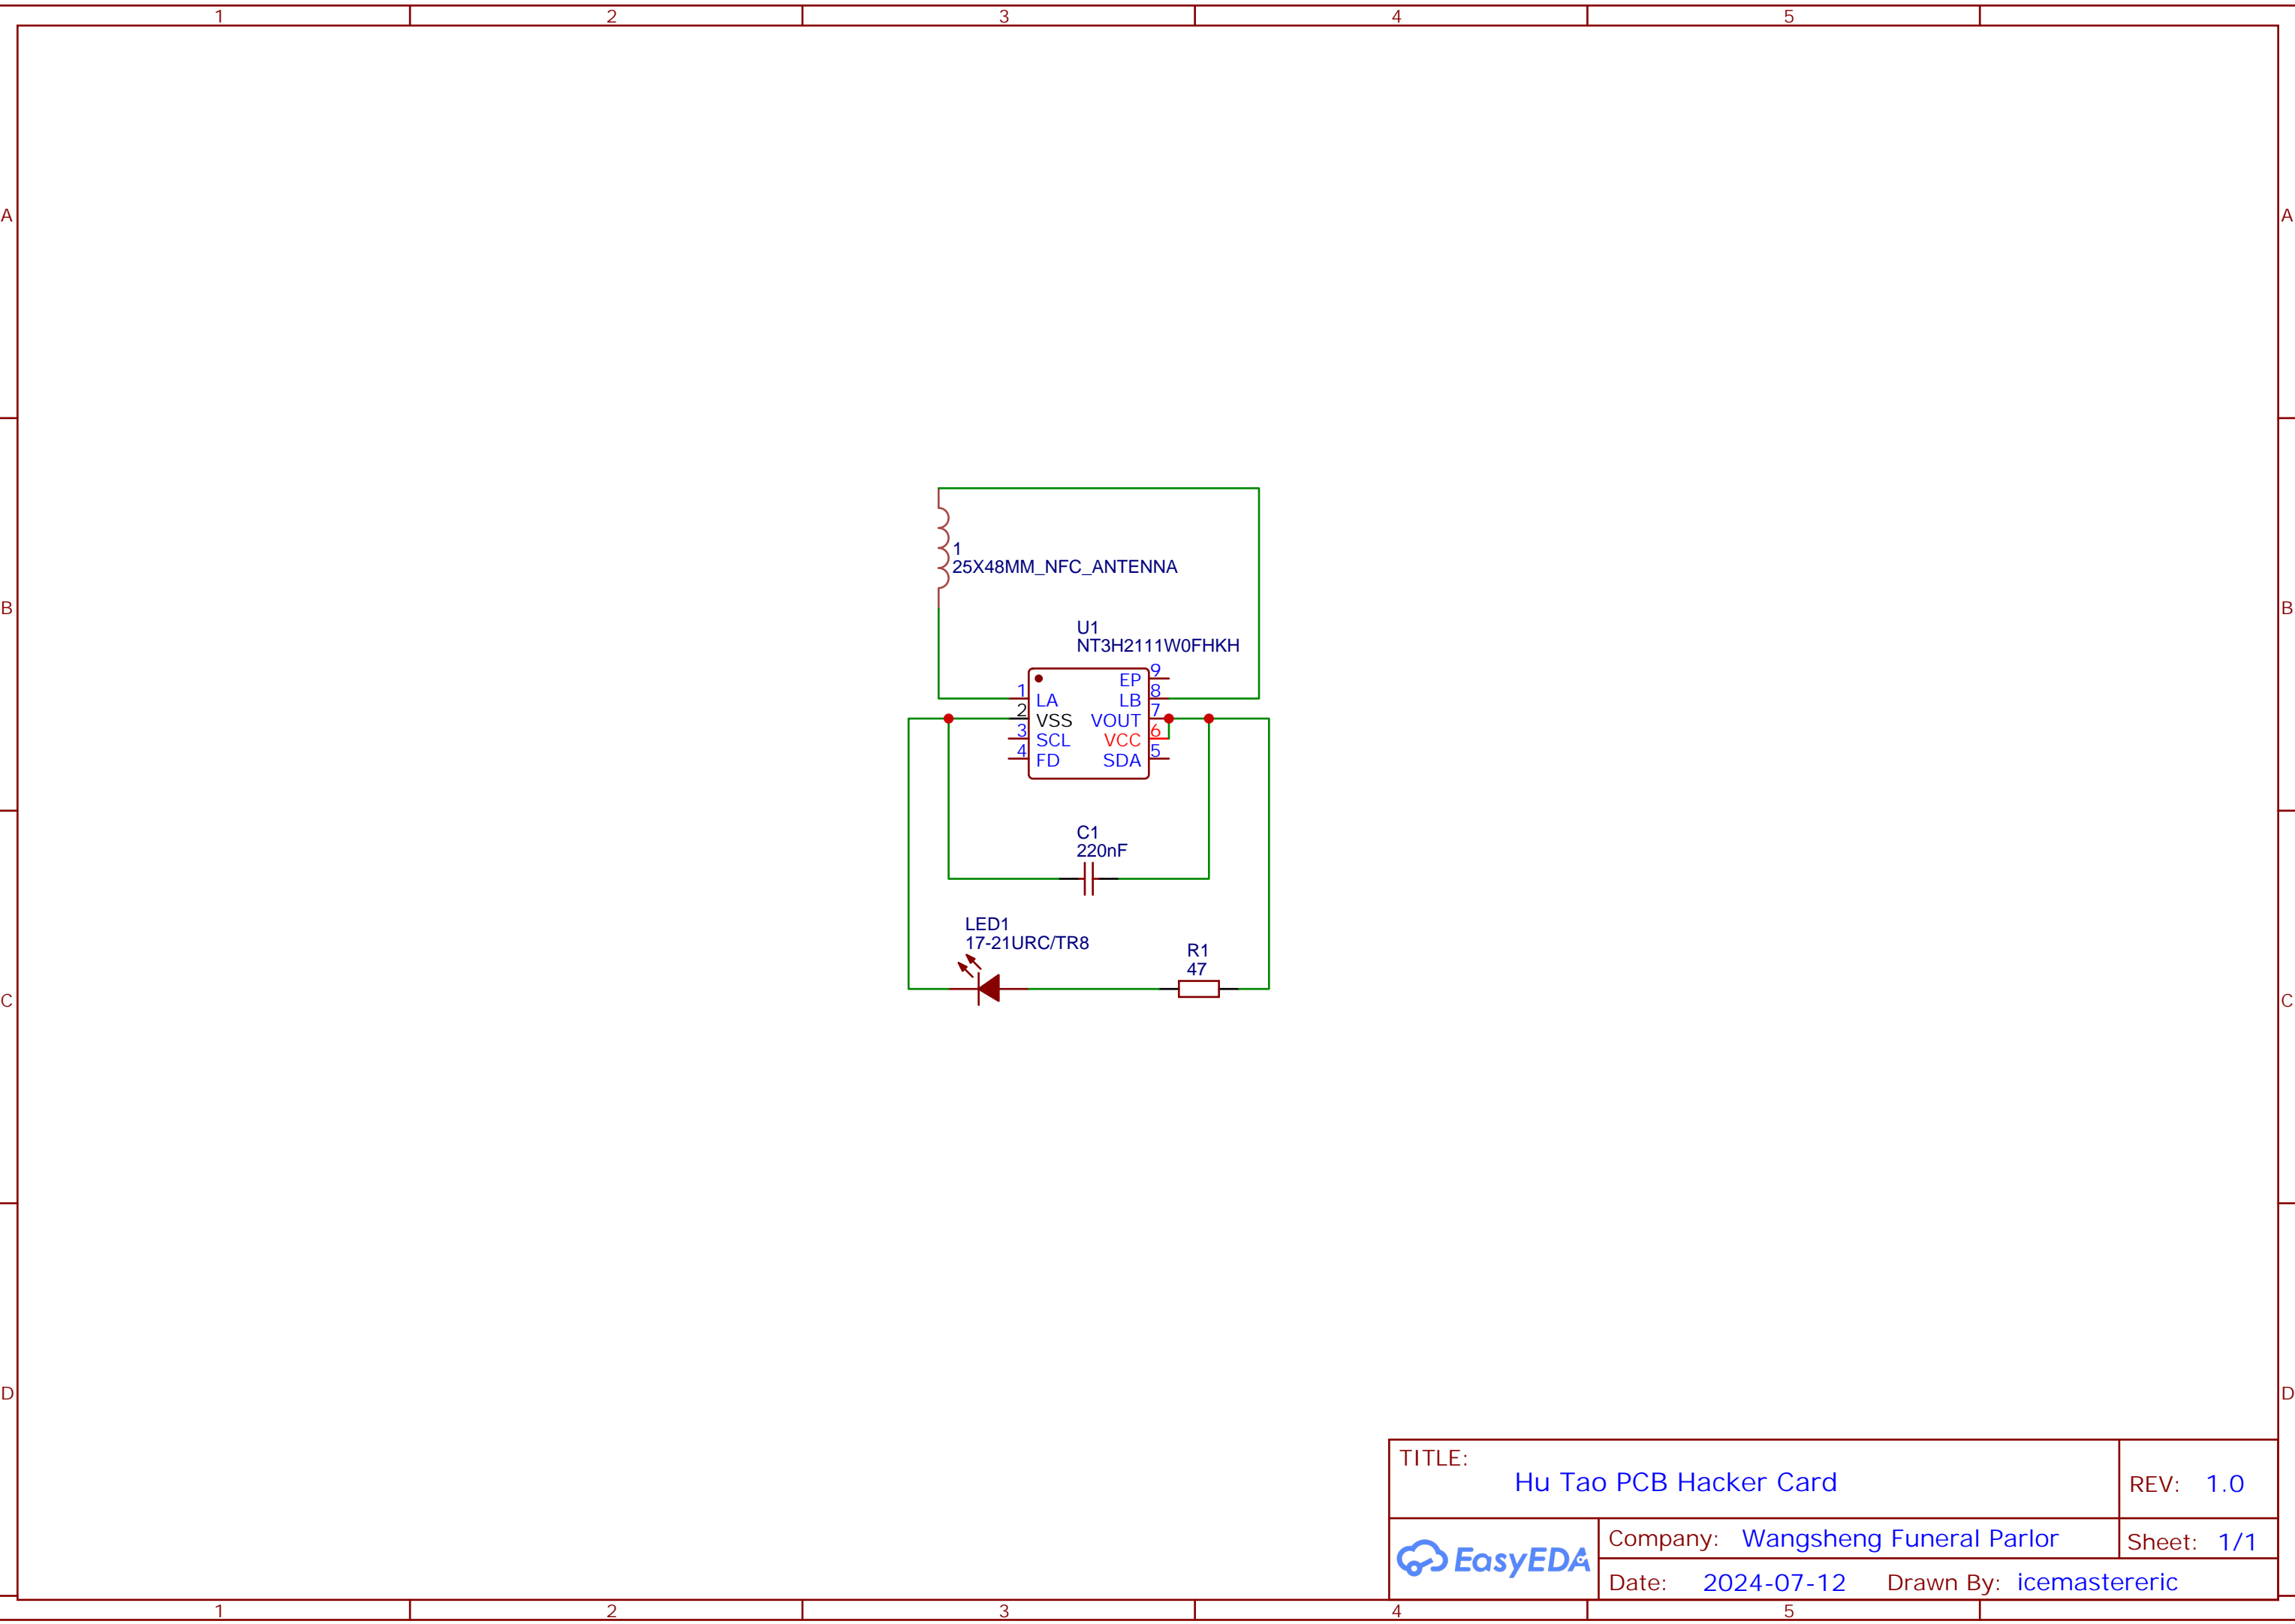 1 2 3 4 5
A A
1
25X48MM_NFC_ANTENNA
B B
U1
NT3H2111W0FHKH
EP 9
1 LA LB 8
2 VSS VOUT 7
3 SCL VCC 6
4 FD SDA 5
C1
220nF
LED1
17-21URC/TR8
R1
47
C C
D D
TITLE:
Hu Tao PCB Hacker Card
REV: 1.0
EasyEDA
Company: Wangsheng Funeral Parlor
Sheet: 1/1
Date: 2024-07-12 Drawn By: icemastereric
1 2 3 4 5